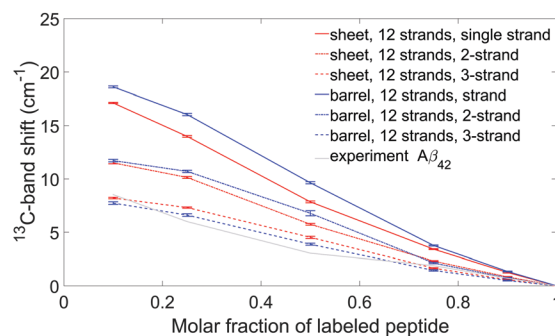 25
20
15
10
5
0
0
0.2
0.4
0.6
0.8
1
¹³C-band shift (cm⁻¹)
Molar fraction of labeled peptide
sheet, 12 strands, single strand
sheet, 12 strands, 2-strand
sheet, 12 strands, 3-strand
barrel, 12 strands, strand
barrel, 12 strands, 2-strand
barrel, 12 strands, 3-strand
experiment Aβ₄₂